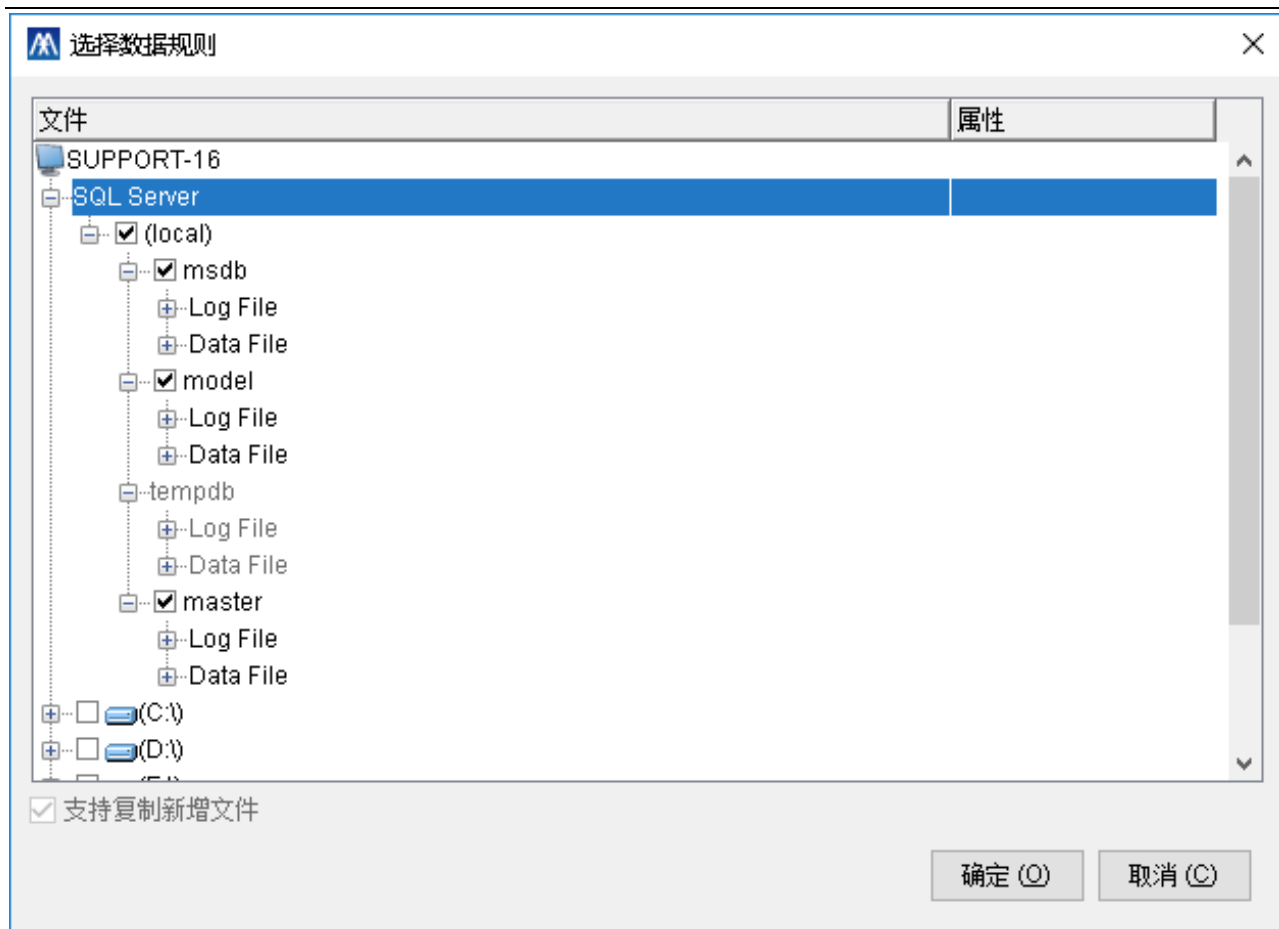 选择数据规则
文件 属性
SUPPORT-16
SQL Server
(local)
msdb
Log File
Data File
model
Log File
Data File
tempdb
Log File
Data File
master
Log File
Data File
(C:\)
(D:\)
支持复制新增文件
确定 (O) 取消 (C)